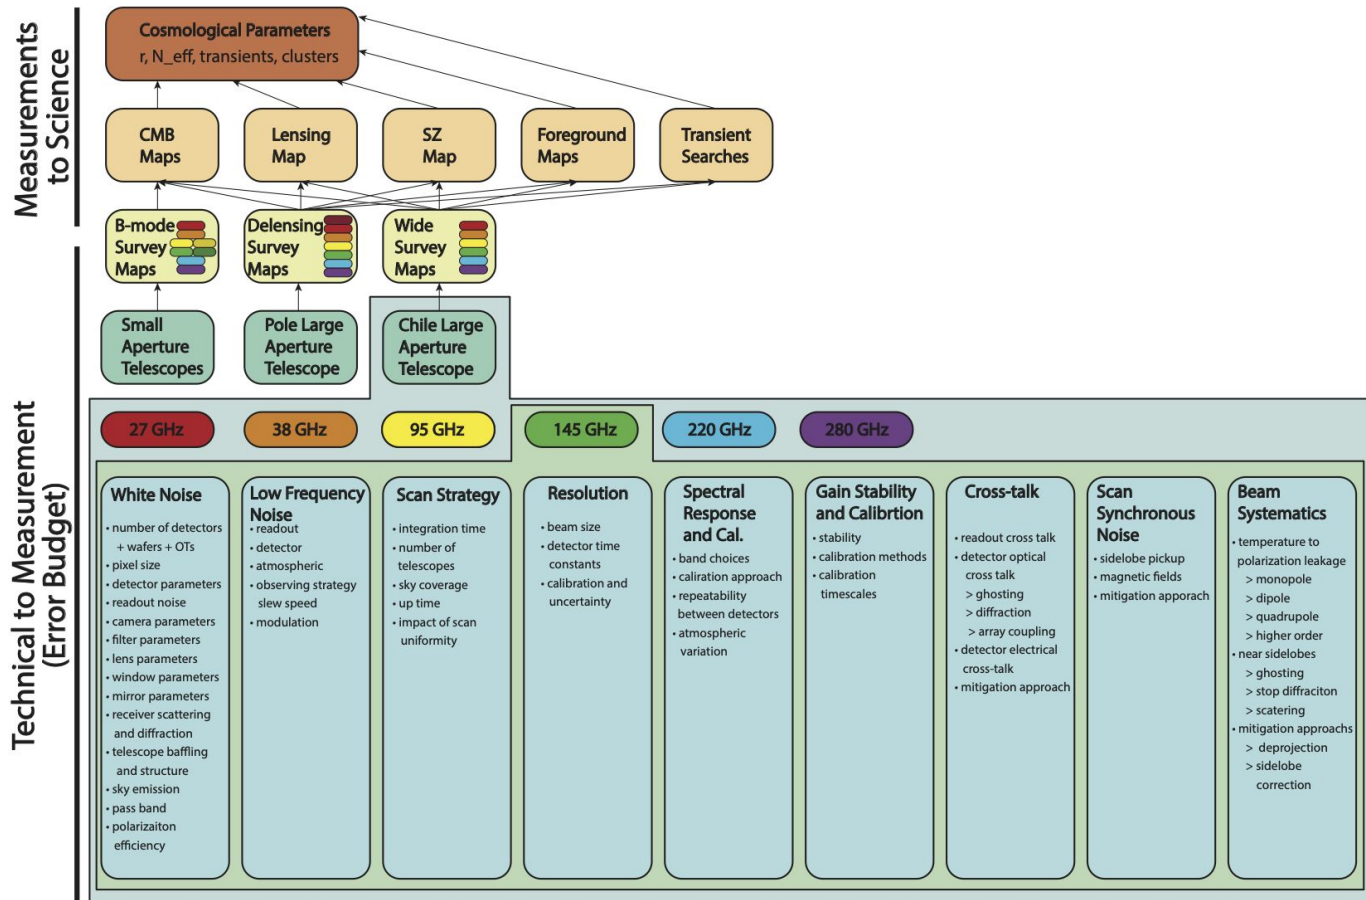 Measurements
to Science
Cosmological Parameters
r, N_eff, transients, clusters
CMB
Maps
Lensing
Map
SZ
Map
Foreground
Maps
Transient
Searches
B-mode
Survey
Maps
Delensing
Survey
Maps
Wide
Survey
Maps
Technical to Measurement
(Error Budget)
Small
Aperture
Telescopes
Pole Large
Aperture
Telescope
Chile Large
Aperture
Telescope
27 GHz
38 GHz
95 GHz
145 GHz
220 GHz
280 GHz
White Noise
• number of detectors
+ wafers + OTs
• pixel size
• detector parameters
• readout noise
• camera parameters
• filter parameters
• lens parameters
• window parameters
• mirror parameters
• receiver scattering
and diffraction
• telescope baffling
and structure
• sky emission
• pass band
• polarizaiton
efficiency
Low Frequency
Noise
• readout
• detector
• atmospheric
• observing strategy
slew speed
• modulation
Scan Strategy
• integration time
• number of
telescopes
• sky coverage
• up time
• impact of scan
uniformity
Resolution
• beam size
• detector time
constants
• calibration and
uncertainty
Spectral
Response
and Cal.
• band choices
• caliration approach
• repeatability
between detectors
• atmospheric
variation
Gain Stability
and Calibrtion
• stability
• calibration methods
• calibration
timescales
Cross-talk
• readout cross talk
• detector optical
cross talk
> ghosting
> diffraction
> array coupling
• detector electrical
cross-talk
• mitigation approach
Scan
Synchronous
Noise
• sidelobe pickup
• magnetic fields
• mitigation apporach
Beam
Systematics
• temperature to
polarization leakage
> monopole
> dipole
> quadrupole
> higher order
• near sidelobes
> ghosting
> stop diffraciton
> scatering
• mitigation approachs
> deprojection
> sidelobe
correction